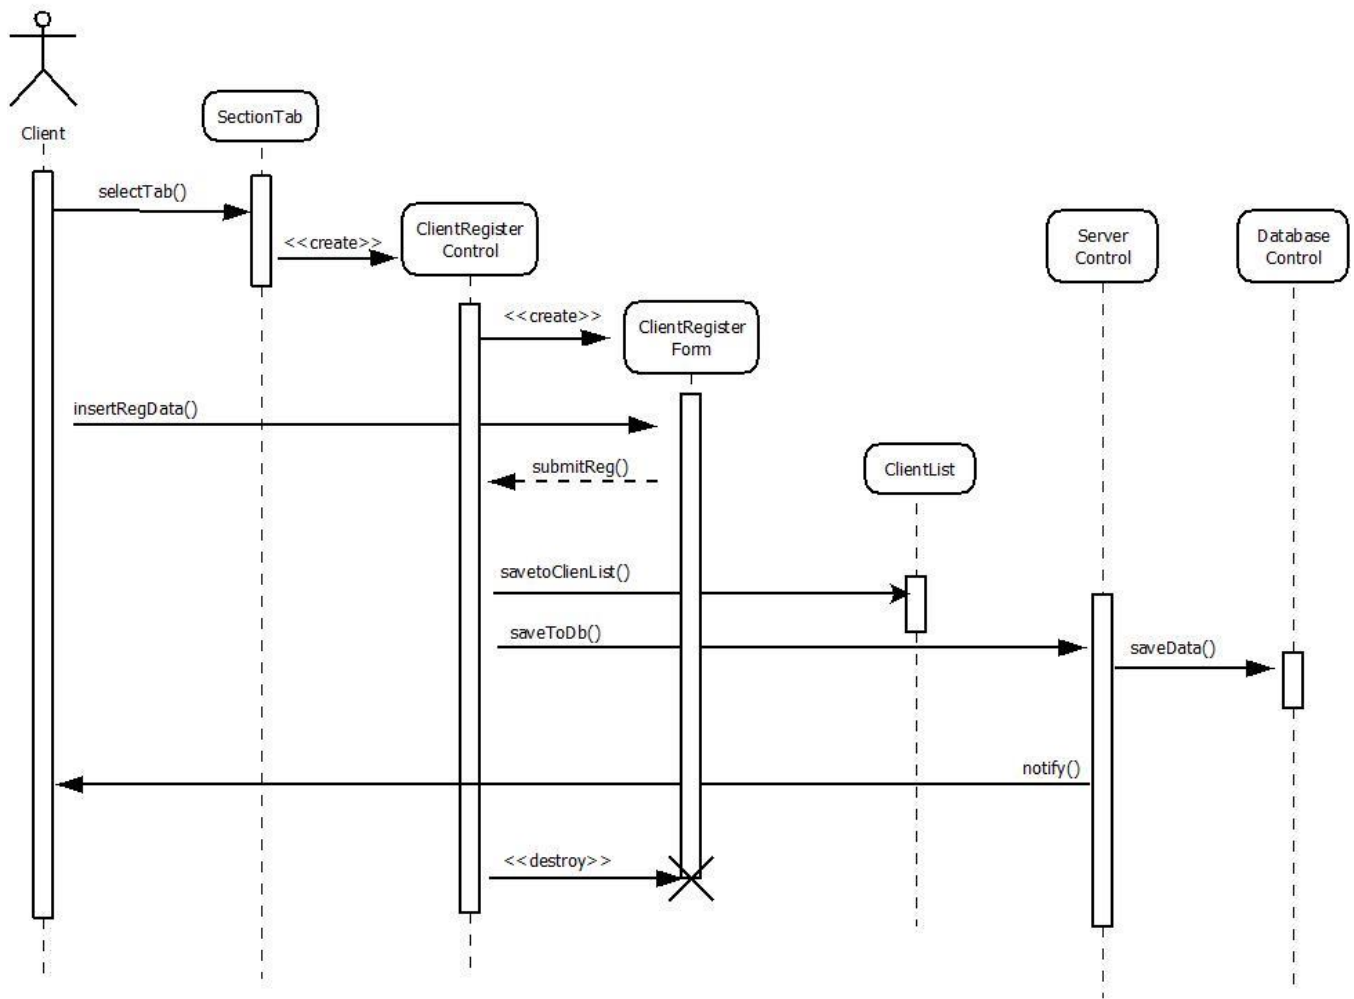 Client
SectionTab
selectTab()
<<create>>
ClientRegister
Control
Server
Control
Database
Control
<<create>>
ClientRegister
Form
insertRegData()
submitReg()
ClientList
savetoClienList()
saveToDb()
saveData()
notify()
<<destroy>>